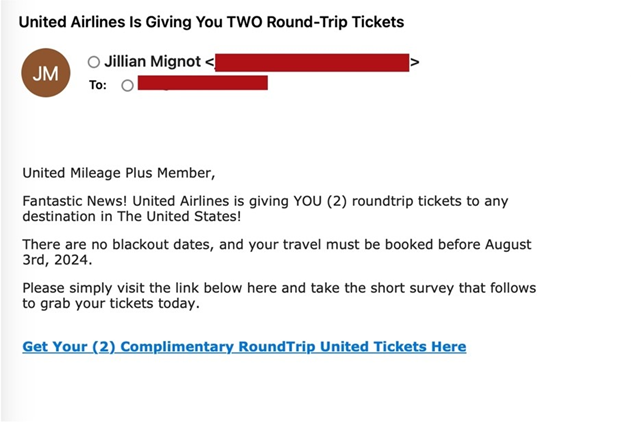 United Airlines Is Giving You TWO Round-Trip Tickets
JM
Jillian Mignot < >
To:
United Mileage Plus Member,
Fantastic News! United Airlines is giving YOU (2) roundtrip tickets to any
destination in The United States!
There are no blackout dates, and your travel must be booked before August
3rd, 2024.
Please simply visit the link below here and take the short survey that follows
to grab your tickets today.
Get Your (2) Complimentary RoundTrip United Tickets Here